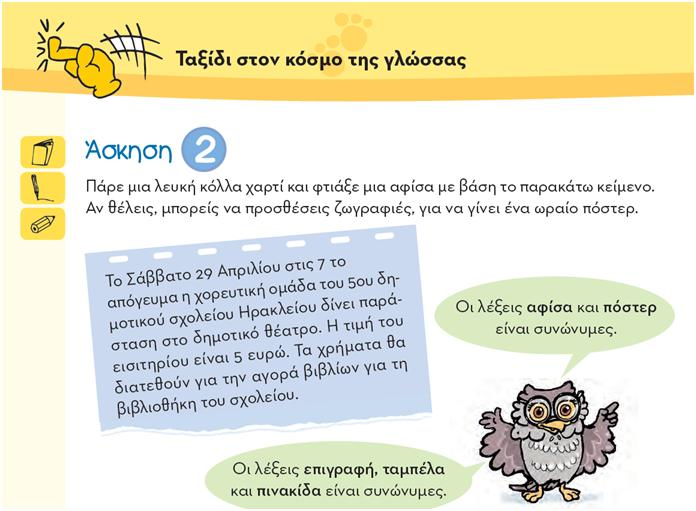 Ταξίδι στον κόσμο της γλώσσας
Άσκηση 2
Πάρε μια λευκή κόλλα χαρτί και φτιάξε μια αφίσα με βάση το παρακάτω κείμενο.
Αν θέλεις, μπορείς να προσθέσεις ζωγραφιές, για να γίνει ένα ωραίο πόστερ.
Το Σάββατο 29 Απριλίου στις 7 το
απόγευμα η χορευτική ομάδα του 5ου δη-
μοτικού σχολείου Ηρακλείου δίνει παρά-
σταση στο δημοτικό θέατρο. Η τιμή του
εισιτηρίου είναι 5 ευρώ. Τα χρήματα θα
διατεθούν για την αγορά βιβλίων για τη
βιβλιοθήκη του σχολείου.
Οι λέξεις αφίσα και πόστερ
είναι συνώνυμες.
Οι λέξεις επιγραφή, ταμπέλα
και πινακίδα είναι συνώνυμες.